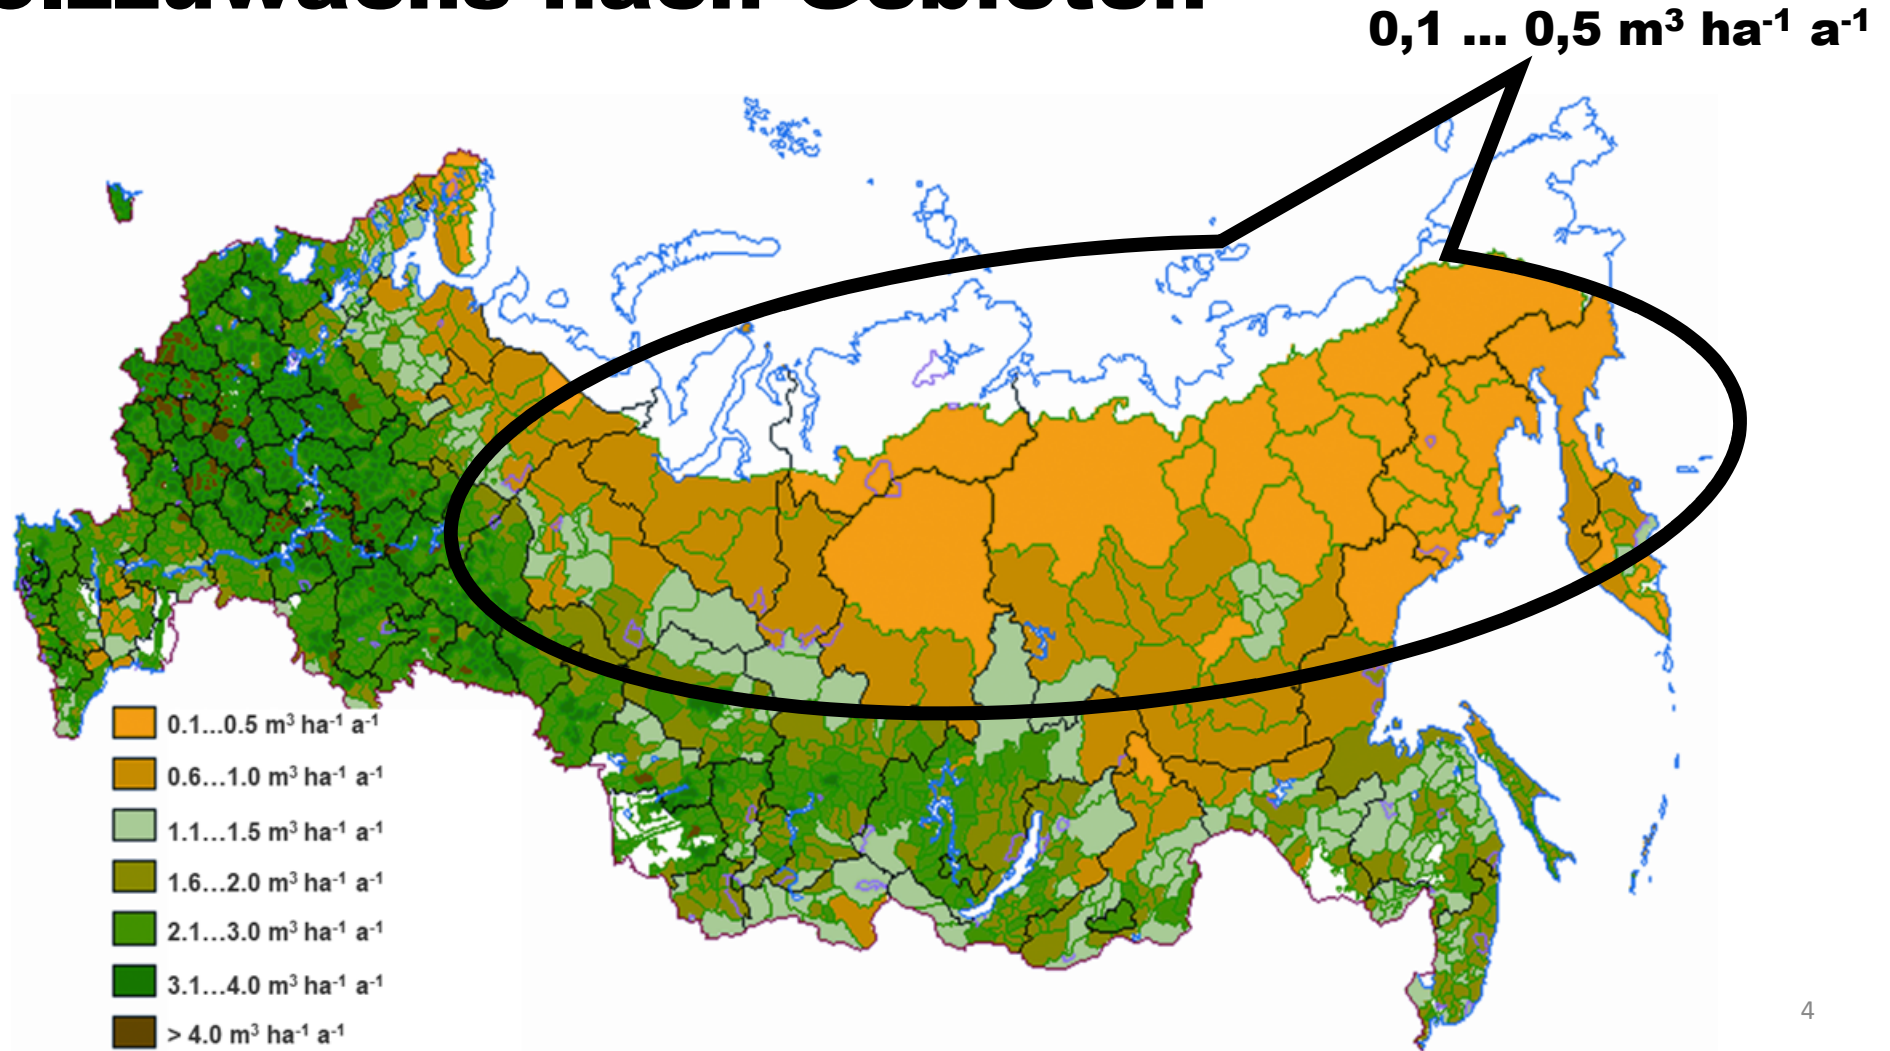 nach Gebieten
0,1 ... 0,5 m³ ha⁻¹ a⁻¹
0.1...0.5 m³ ha⁻¹ a⁻¹
0.6...1.0 m³ ha⁻¹ a⁻¹
1.1...1.5 m³ ha⁻¹ a⁻¹
1.6...2.0 m³ ha⁻¹ a⁻¹
2.1...3.0 m³ ha⁻¹ a⁻¹
3.1...4.0 m³ ha⁻¹ a⁻¹
> 4.0 m³ ha⁻¹ a⁻¹
4